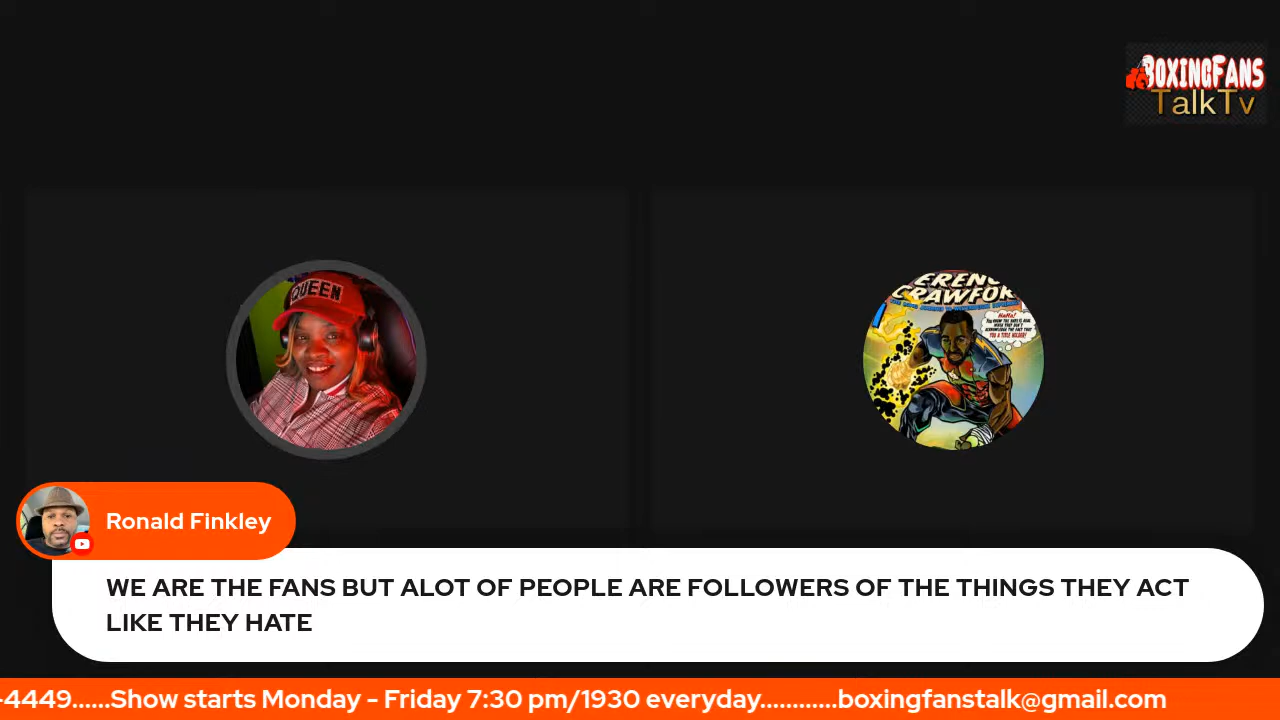 BOXINGFANS
TalkTv
QUEEN
CRAWFOR
Ronald Finkley
WE ARE THE FANS BUT ALOT OF PEOPLE ARE FOLLOWERS OF THE THINGS THEY ACT
LIKE THEY HATE
-4449......Show starts Monday - Friday 7:30 pm/1930 everyday............boxingfanstalk@gmail.com